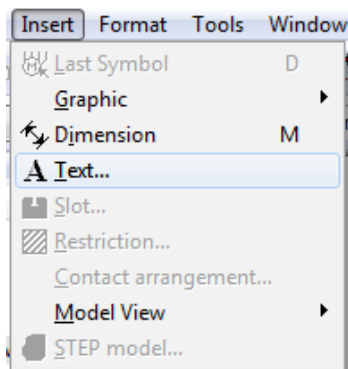 Insert Format Tools Window
Last Symbol D
Graphic
Dimension M
Text...
Slot...
Restriction...
Contact arrangement...
Model View
STEP model...